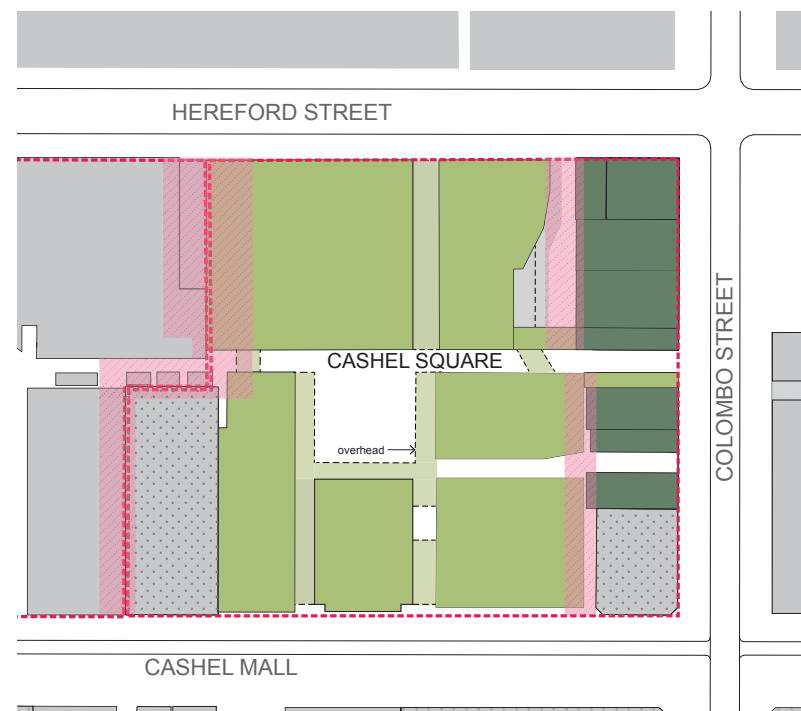 HEREFORD STREET
CASHEL SQUARE
COLOMBO STREET
overhead
CASHEL MALL